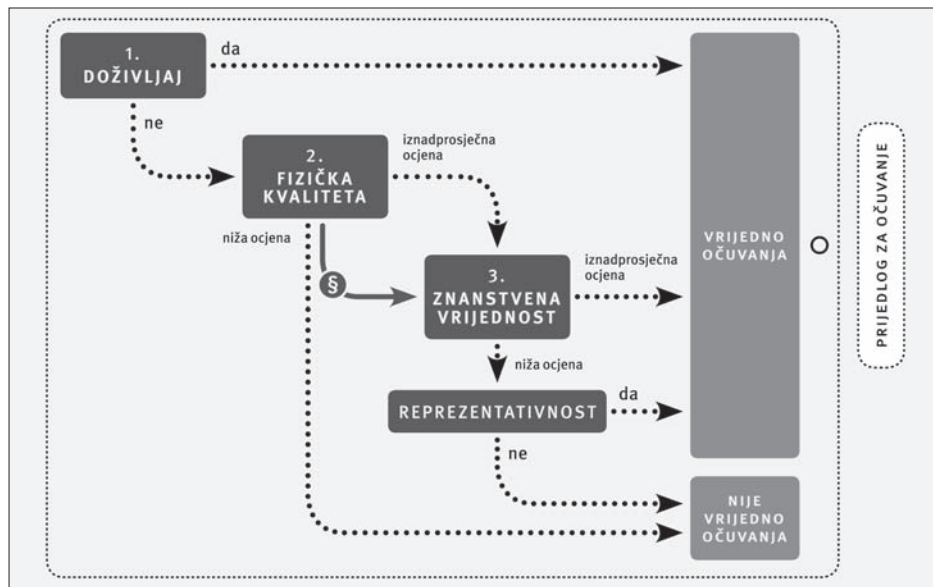 1.
DOŽIVLJAJ
da
ne
2.
FIZIČKA
KVALITETA
iznadprosječna
ocjena
niža ocjena
§
3.
ZNANSTVENA
VRIJEDNOST
iznadprosječna
ocjena
niža ocjena
REPREZENTATIVNOST
da
ne
VRIJEDNO
OČUVANJA
NIJE
VRIJEDNO
OČUVANJA
PRIJEDLOG ZA OČUVANJE